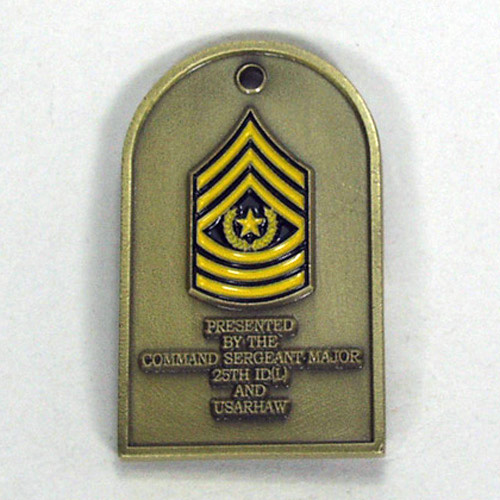 PRESENTED
BY THE
COMMAND SERGEANT MAJOR
25TH ID(L)
AND
USARHAW